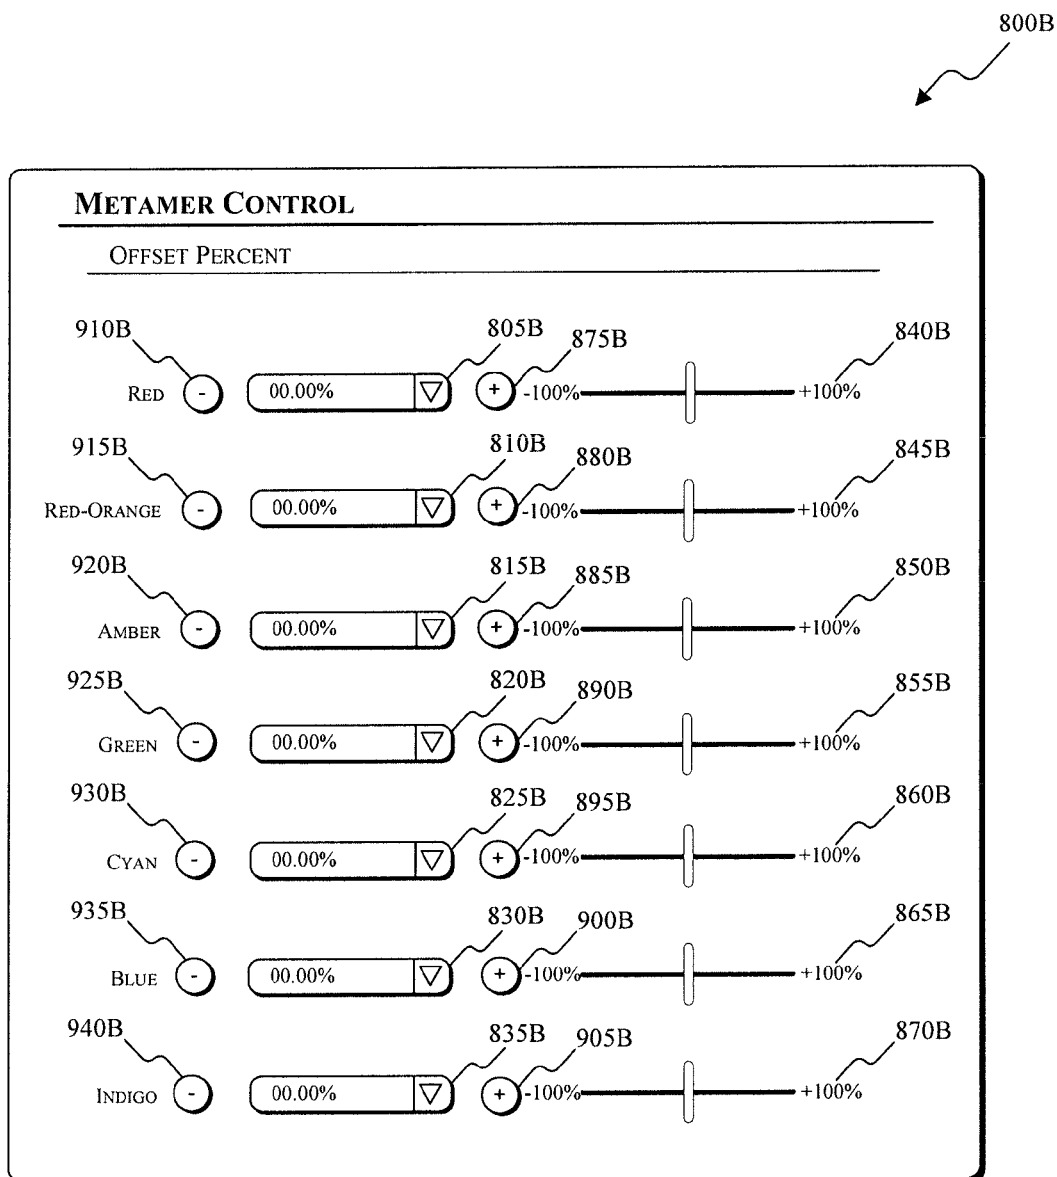 800B
METAMER CONTROL
OFFSET PERCENT
910B 805B 875B 840B
RED - 00.00% + -100% +100%
915B 810B 880B 845B
RED-ORANGE - 00.00% + -100% +100%
920B 815B 885B 850B
AMBER - 00.00% + -100% +100%
925B 820B 890B 855B
GREEN - 00.00% + -100% +100%
930B 825B 895B 860B
CYAN - 00.00% + -100% +100%
935B 830B 900B 865B
BLUE - 00.00% + -100% +100%
940B 835B 905B 870B
INDIGO - 00.00% + -100% +100%